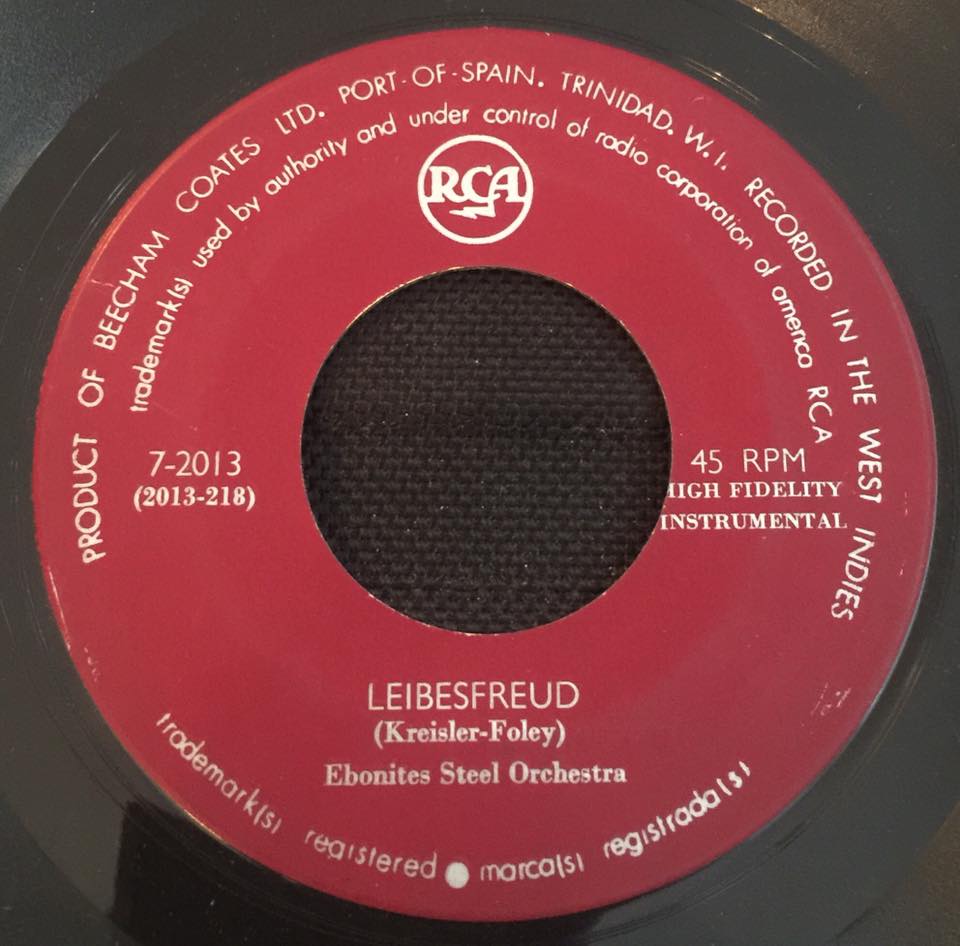 PRODUCT OF BEECHAM COATES LTD. PORT-OF-SPAIN. TRINIDAD. W.I. RECORDED IN THE WEST INDIES
trademark(s) used by authority and under control of radio corporation of america RCA
RCA
7-2013
(2013-218)
45 RPM
HIGH FIDELITY
INSTRUMENTAL
LEIBESFREUD
(Kreisler-Foley)
Ebonites Steel Orchestra
trademark(s) registered ● marca(s) registrada(s)